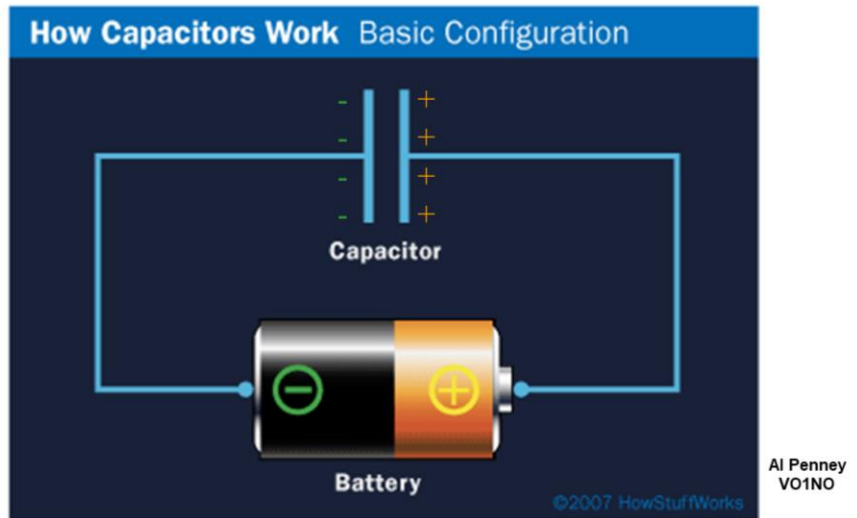 How Capacitors Work Basic Configuration
- +
- +
- +
- +
Capacitor
- +
Battery
©2007 HowStuffWorks
Al Penney
VO1NO